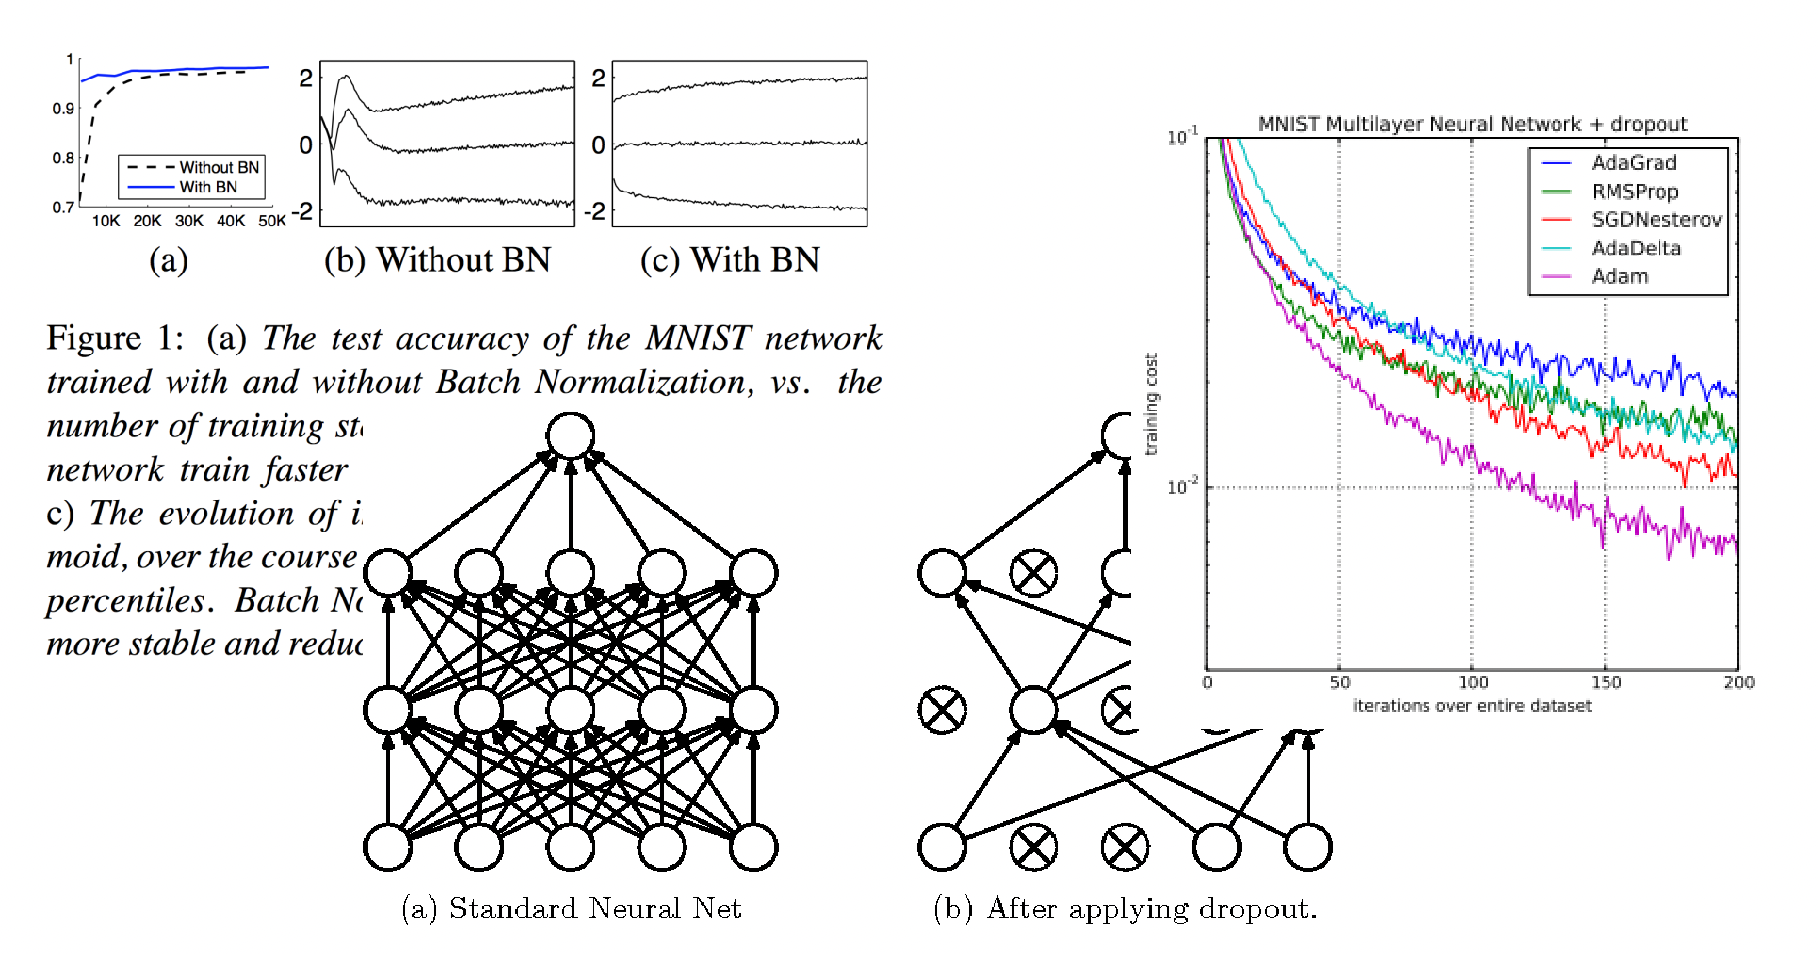 1
0.9
0.8
0.7
10K 20K 30K 40K 50K
Without BN
With BN
(a)
2
0
-2
(b) Without BN
2
0
-2
(c) With BN
Figure 1: (a) The test accuracy of the MNIST network
trained with and without Batch Normalization, vs. the
number of training
network train faster
c) The evolution of
moid, over the course
percentiles. Batch
more stable and
(a) Standard Neural Net
(b) After applying dropout.
MNIST Multilayer Neural Network + dropout
10⁻¹
10⁻²
training cost
AdaGrad
RMSProp
SGDNesterov
AdaDelta
Adam
0 50 100 150 200
iterations over entire dataset